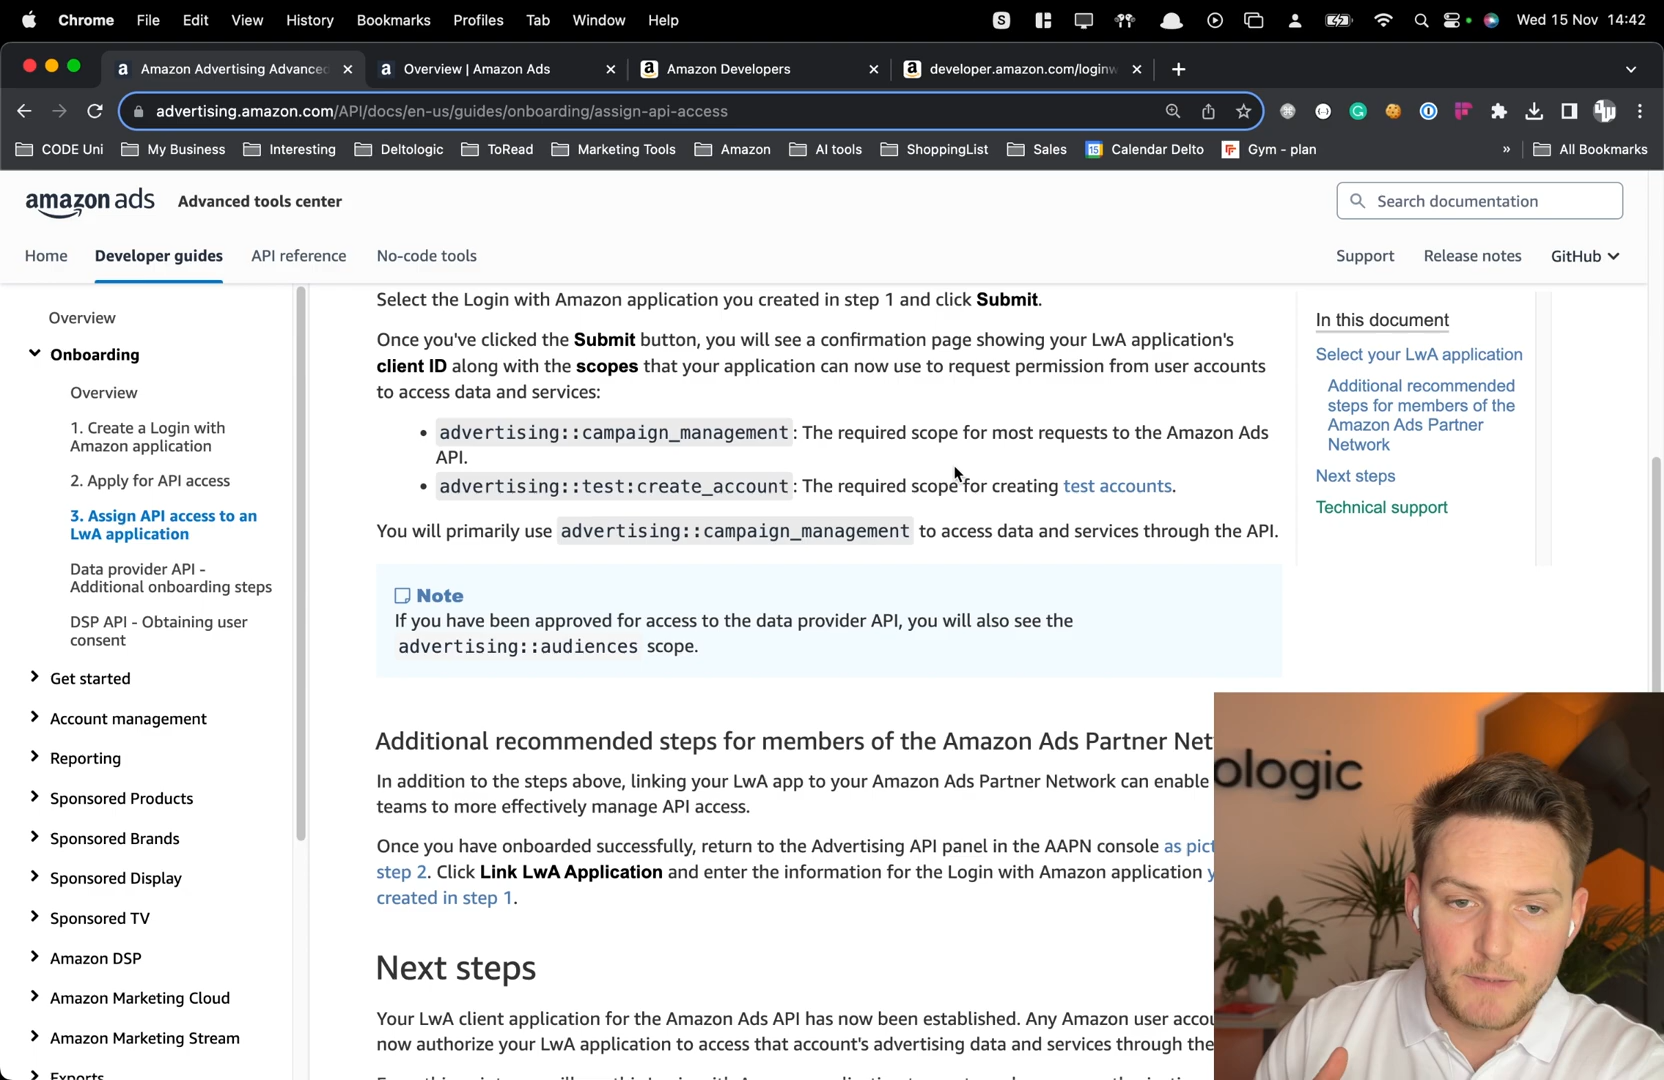 Chrome File Edit View History Bookmarks Profiles Tab Window Help Wed 15 Nov 14:42
Amazon Advertising Advanced Overview | Amazon Ads Amazon Developers developer.amazon.com/loginw
advertising.amazon.com/API/docs/en-us/guides/onboarding/assign-api-access
CODE Uni My Business Interesting Deltologic ToRead Marketing Tools Amazon AI tools ShoppingList Sales 15 Calendar Delto Gym - plan » All Bookmarks
amazon ads Advanced tools center Search documentation
Home Developer guides API reference No-code tools Support Release notes GitHub
Overview
Onboarding
Overview
1. Create a Login with
Amazon application
2. Apply for API access
3. Assign API access to an
LwA application
Data provider API -
Additional onboarding steps
DSP API - Obtaining user
consent
Get started
Account management
Reporting
Sponsored Products
Sponsored Brands
Sponsored Display
Sponsored TV
Amazon DSP
Amazon Marketing Cloud
Amazon Marketing Stream
Exports
Select the Login with Amazon application you created in step 1 and click Submit.
Once you've clicked the Submit button, you will see a confirmation page showing your LwA application's
client ID along with the scopes that your application can now use to request permission from user accounts
to access data and services:
• advertising::campaign_management: The required scope for most requests to the Amazon Ads
API.
• advertising::test:create_account: The required scope for creating test accounts.
You will primarily use advertising::campaign_management to access data and services through the API.
Note
If you have been approved for access to the data provider API, you will also see the
advertising::audiences scope.
Additional recommended steps for members of the Amazon Ads Partner Net
In addition to the steps above, linking your LwA app to your Amazon Ads Partner Network can enable
teams to more effectively manage API access.
Once you have onboarded successfully, return to the Advertising API panel in the AAPN console as pict
step 2. Click Link LwA Application and enter the information for the Login with Amazon application y
created in step 1.
Next steps
Your LwA client application for the Amazon Ads API has now been established. Any Amazon user accou
now authorize your LwA application to access that account's advertising data and services through the
In this document
Select your LwA application
Additional recommended
steps for members of the
Amazon Ads Partner
Network
Next steps
Technical support
ologic